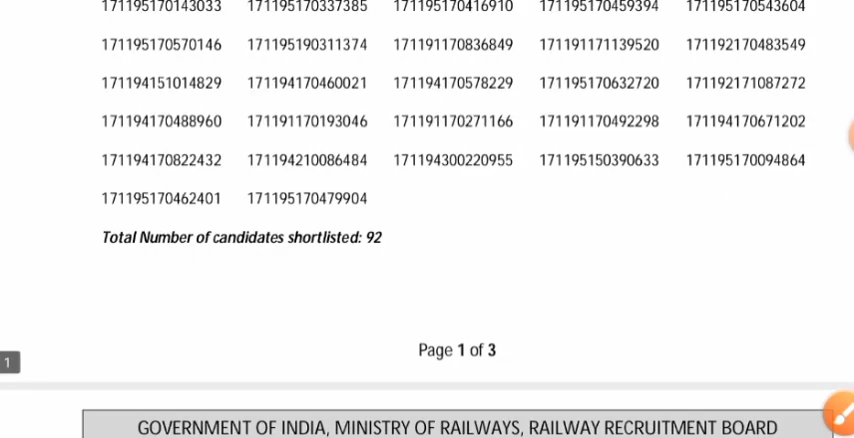 171195170143033 171195170337385 171195170416910 171195170459394 171195170543604
171195170570146 171195190311374 171191170836849 171191171139520 171192170483549
171194151014829 171194170460021 171194170578229 171195170632720 171192171087272
171194170488960 171191170193046 171191170271166 171191170492298 171194170671202
171194170822432 171194210086484 171194300220955 171195150390633 171195170094864
171195170462401 171195170479904
Total Number of candidates shortlisted: 92
Page 1 of 3
1
GOVERNMENT OF INDIA, MINISTRY OF RAILWAYS, RAILWAY RECRUITMENT BOARD